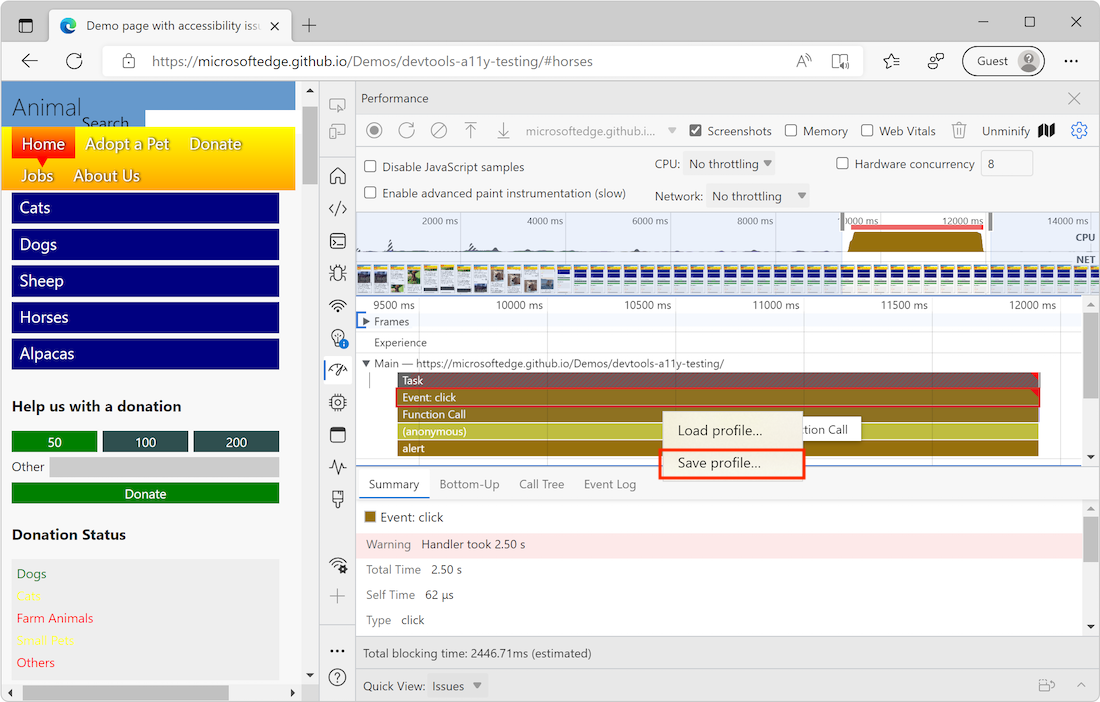 Demo page with accessibility issu
https://microsoftedge.github.io/Demos/devtools-a11y-testing/#horses
Guest
Animal
Search
Home Adopt a Pet Donate
Jobs About Us
Cats
Dogs
Sheep
Horses
Alpacas
Help us with a donation
50 100 200
Other
Donate
Donation Status
Dogs
Cats
Farm Animals
Small Pets
Others
Performance
microsoftedge.github.i... Screenshots Memory Web Vitals Unminify
Disable JavaScript samples CPU: No throttling Hardware concurrency 8
Enable advanced paint instrumentation (slow) Network: No throttling
2000 ms 4000 ms 6000 ms 8000 ms 0000 ms 12000 ms 14000 ms
CPU
NET
9500 ms 10000 ms 10500 ms 11000 ms 11500 ms 12000 ms
Frames
Experience
Main — https://microsoftedge.github.io/Demos/devtools-a11y-testing/
Task
Event: click
Function Call
(anonymous)
alert
Load profile...
Save profile...
ction Call
Summary Bottom-Up Call Tree Event Log
Event: click
Warning Handler took 2.50 s
Total Time 2.50 s
Self Time 62 μs
Type click
Total blocking time: 2446.71ms (estimated)
Quick View: Issues